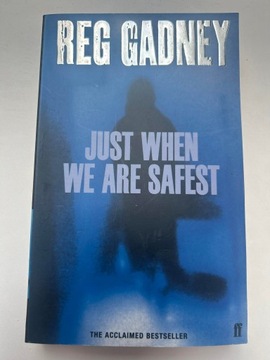 REG GADNEY
JUST WHEN
WE ARE SAFEST
THE ACCLAIMED BESTSELLER
ff